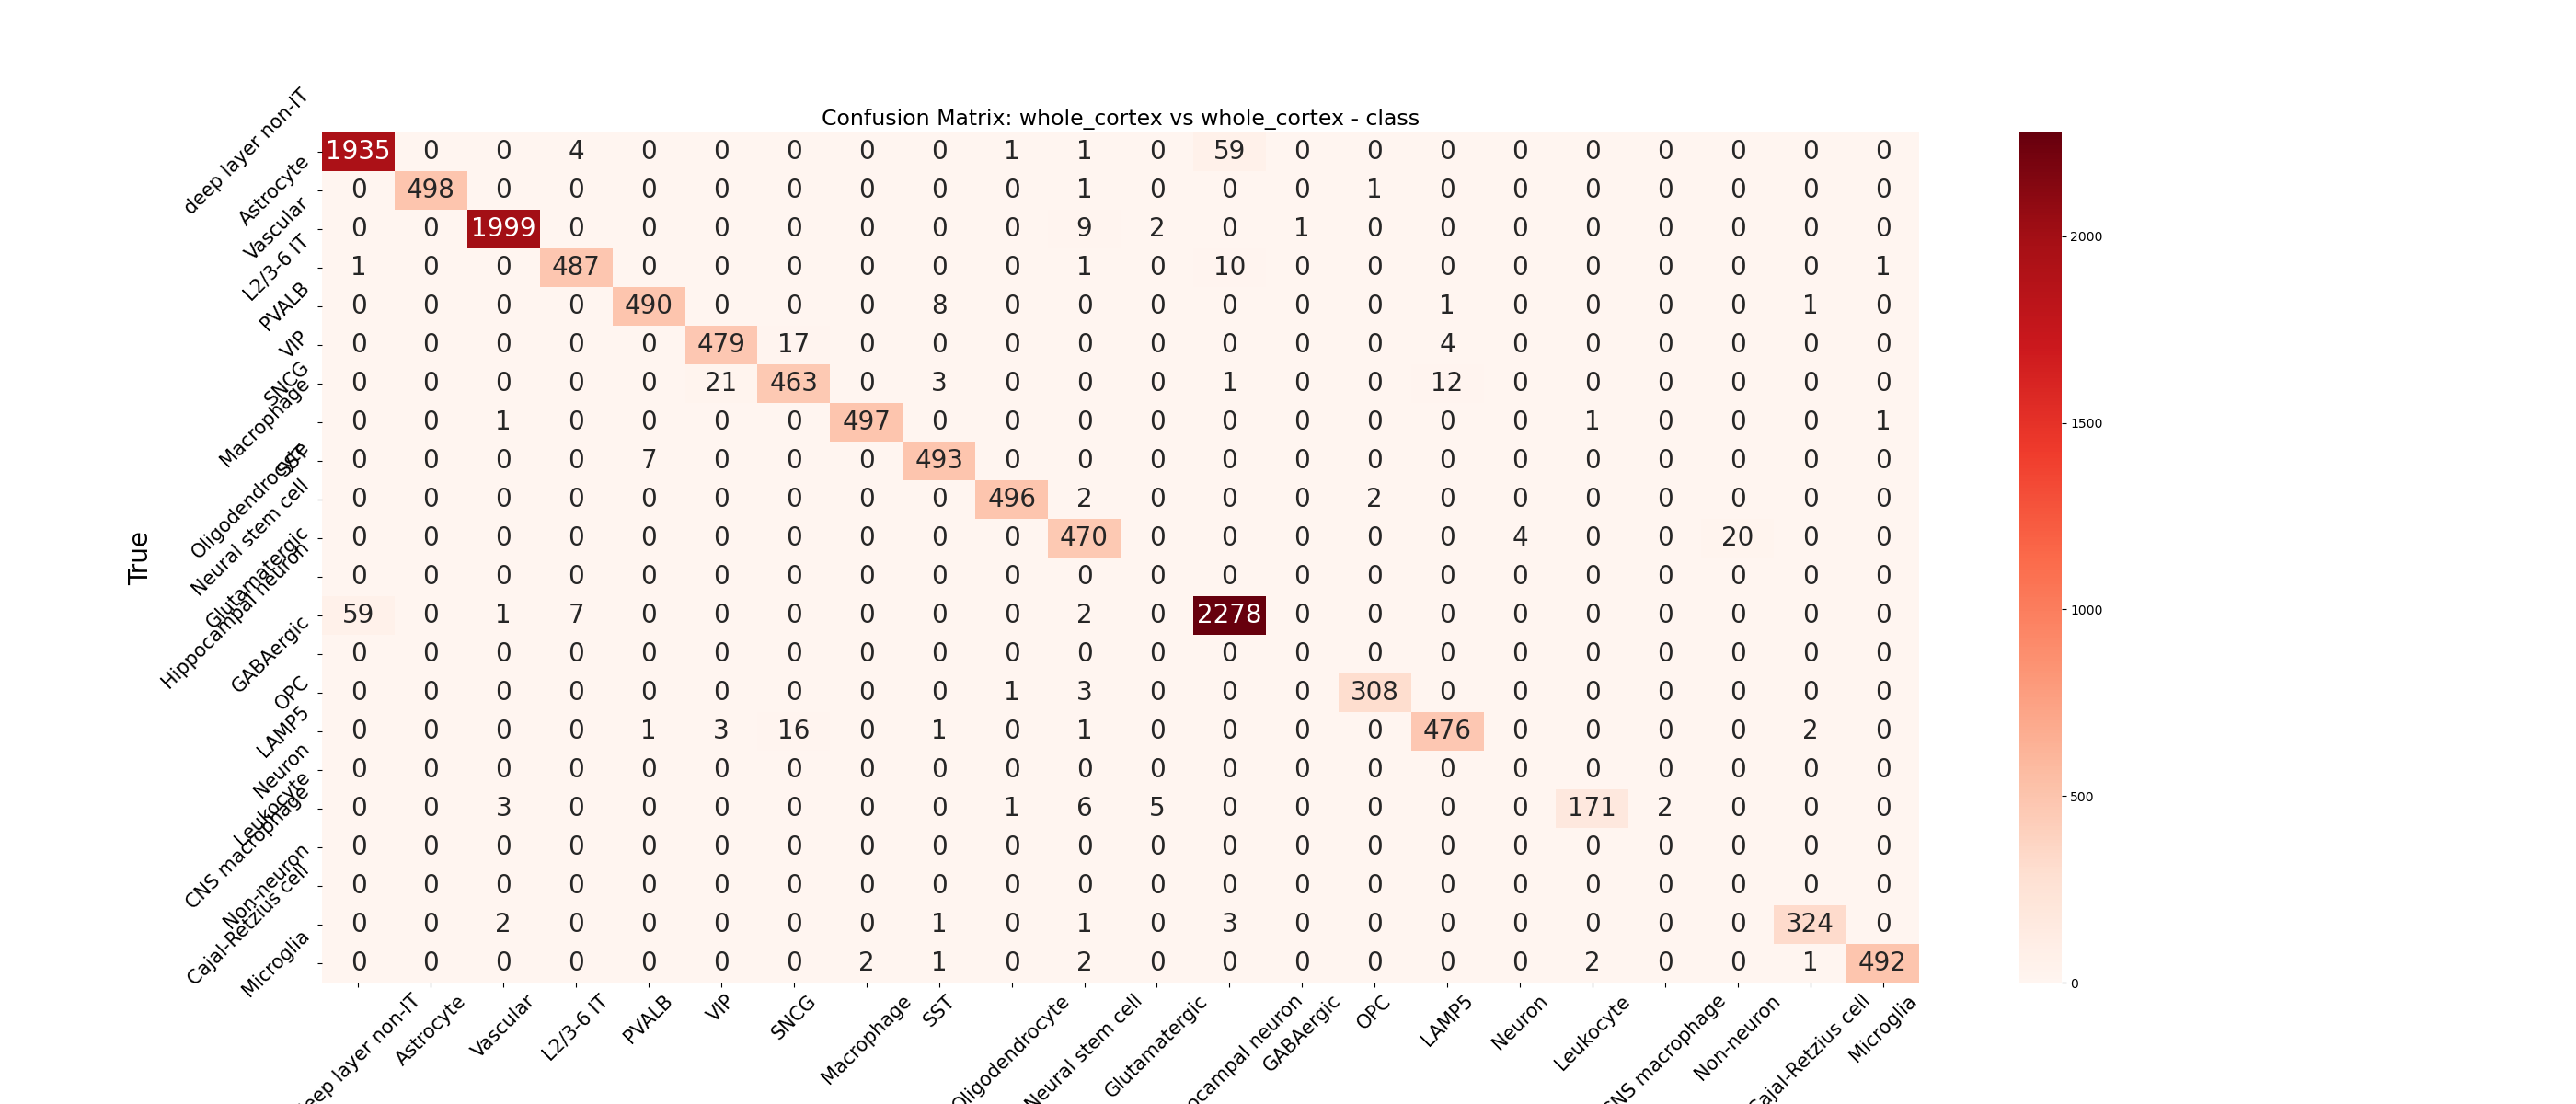 Confusion Matrix: whole_cortex vs whole_cortex - class
True
deep layer non-IT 1935 0 0 4 0 0 0 0 0 1 1 0 59 0 0 0 0 0 0 0 0 0
Astrocyte 0 498 0 0 0 0 0 0 0 0 1 0 0 0 1 0 0 0 0 0 0 0
Vascular 0 0 1999 0 0 0 0 0 0 0 9 2 0 1 0 0 0 0 0 0 0 0
L2/3-6 IT 1 0 0 487 0 0 0 0 0 0 1 0 10 0 0 0 0 0 0 0 0 1
PVALB 0 0 0 0 490 0 0 0 8 0 0 0 0 0 0 1 0 0 0 0 1 0
VIP 0 0 0 0 0 479 17 0 0 0 0 0 0 0 0 4 0 0 0 0 0 0
SNCG 0 0 0 0 0 21 463 0 3 0 0 0 1 0 0 12 0 0 0 0 0 0
Macrophage 0 0 1 0 0 0 0 497 0 0 0 0 0 0 0 0 0 1 0 0 0 1
SST 0 0 0 0 7 0 0 0 493 0 0 0 0 0 0 0 0 0 0 0 0 0
Oligodendrocyte 0 0 0 0 0 0 0 0 0 496 2 0 0 0 2 0 0 0 0 0 0 0
Neural stem cell 0 0 0 0 0 0 0 0 0 0 470 0 0 0 0 0 4 0 0 20 0 0
Glutamatergic 0 0 0 0 0 0 0 0 0 0 0 0 0 0 0 0 0 0 0 0 0 0
Hippocampal neuron 59 0 1 7 0 0 0 0 0 0 2 0 2278 0 0 0 0 0 0 0 0 0
GABAergic 0 0 0 0 0 0 0 0 0 0 0 0 0 0 0 0 0 0 0 0 0 0
OPC 0 0 0 0 0 0 0 0 0 1 3 0 0 0 308 0 0 0 0 0 0 0
LAMP5 0 0 0 0 1 3 16 0 1 0 1 0 0 0 0 476 0 0 0 0 2 0
Neuron 0 0 0 0 0 0 0 0 0 0 0 0 0 0 0 0 0 0 0 0 0 0
Leukocyte 0 0 3 0 0 0 0 0 0 1 6 5 0 0 0 0 0 171 2 0 0 0
CNS macrophage 0 0 0 0 0 0 0 0 0 0 0 0 0 0 0 0 0 0 0 0 0 0
Non-neuron 0 0 0 0 0 0 0 0 0 0 0 0 0 0 0 0 0 0 0 0 0 0
Cajal-Retzius cell 0 0 2 0 0 0 0 0 1 0 1 0 3 0 0 0 0 0 0 0 324 0
Microglia 0 0 0 0 0 0 0 2 1 0 2 0 0 0 0 0 0 2 0 0 1 492
eep layer non-IT Astrocyte Vascular L2/3-6 IT PVALB VIP SNCG Macrophage SST Oligodendrocyte Neural stem cell Glutamatergic ocampal neuron GABAergic OPC LAMP5 Neuron Leukocyte CNS macrophage Non-neuron Cajal-Retzius cell Microglia
2000
1500
1000
500
0